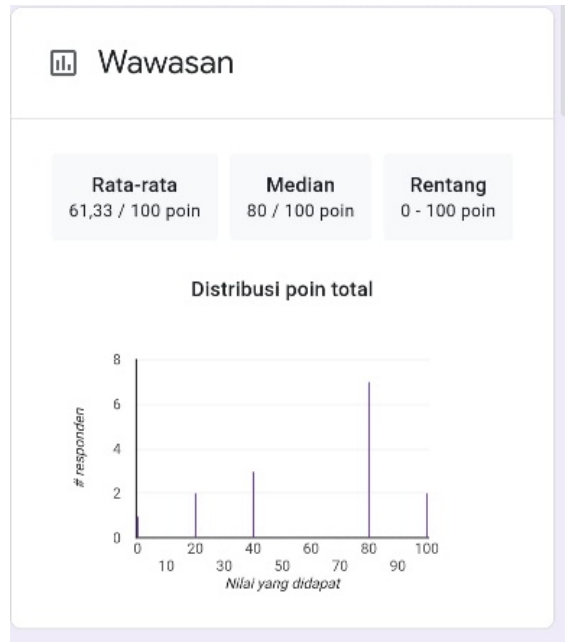 Wawasan
Rata-rata
61,33 / 100 poin
Median
80 / 100 poin
Rentang
0 - 100 poin
Distribusi poin total
# responden
8
6
4
2
0
0 20 40 60 80 100
10 30 50 70 90
Nilai yang didapat